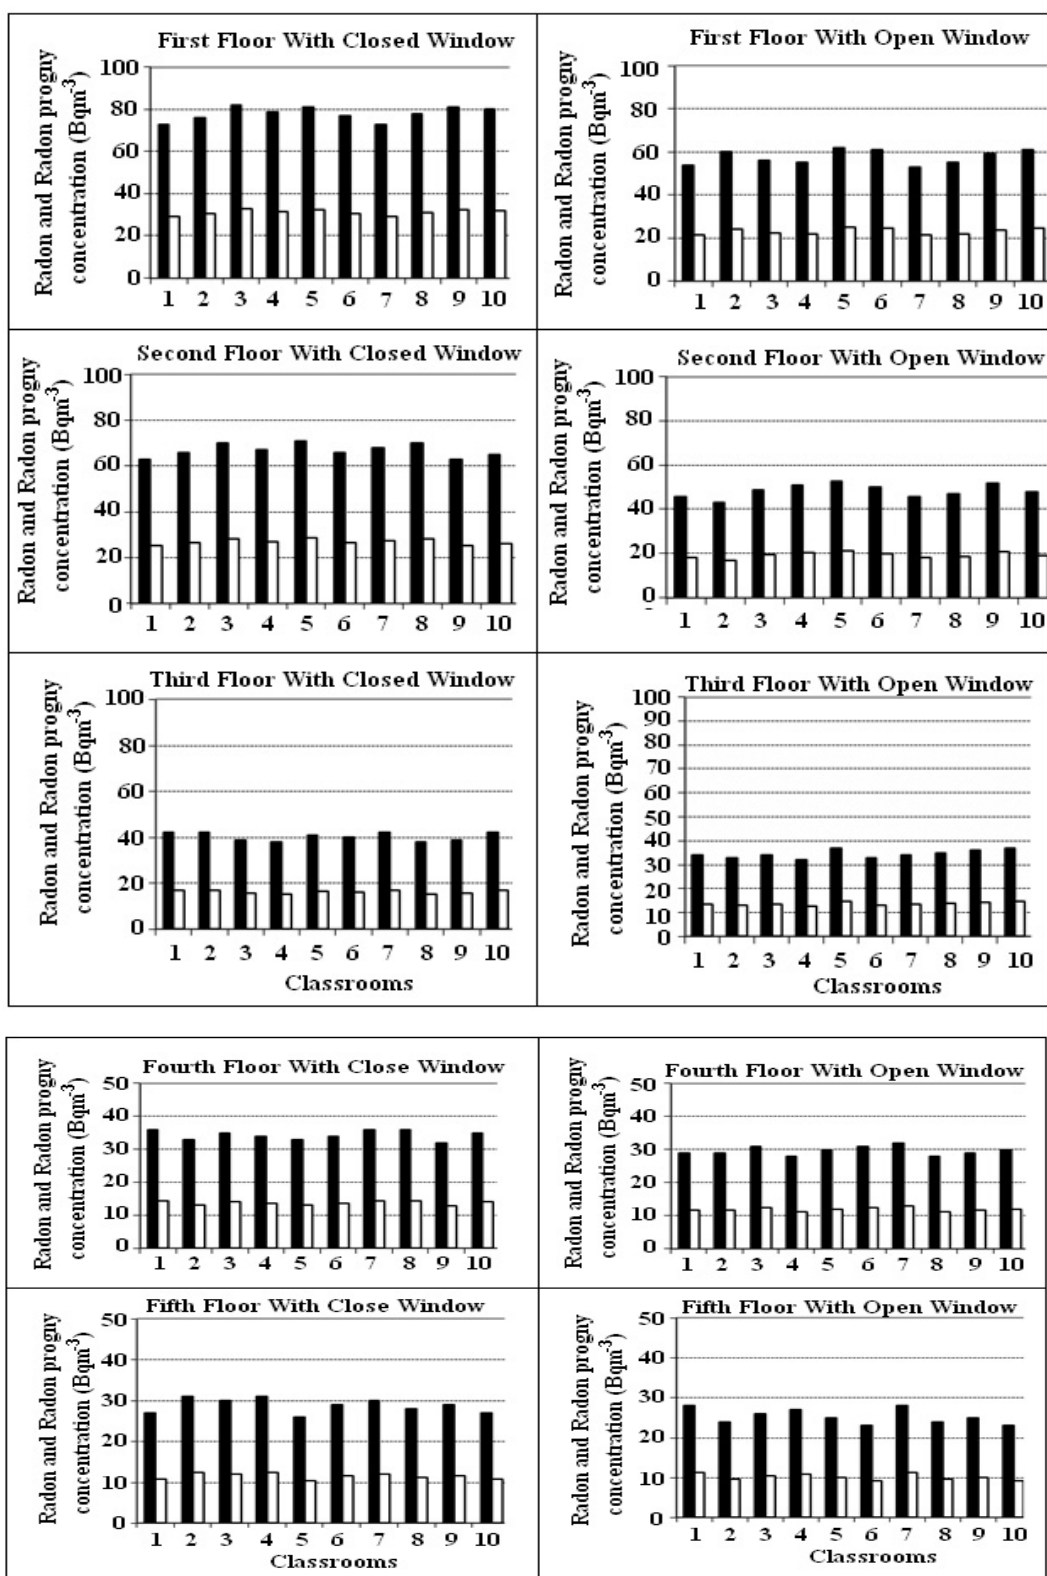 First Floor With Closed Window
Radon and Radon progny
concentration (Bqm-3)
100
80
60
40
20
0
1 2 3 4 5 6 7 8 9 10
First Floor With Open Window
Radon and Radon progny
concentration (Bqm-3)
100
80
60
40
20
0
1 2 3 4 5 6 7 8 9 10
Second Floor With Closed Window
Radon and Radon progny
concentration (Bqm-3)
100
80
60
40
20
0
1 2 3 4 5 6 7 8 9 10
Second Floor With Open Window
Radon and Radon progny
concentration (Bqm-3)
100
80
60
40
20
0
1 2 3 4 5 6 7 8 9 10
Third Floor With Closed Window
Radon and Radon progny
concentration (Bqm-3)
100
80
60
40
20
0
1 2 3 4 5 6 7 8 9 10
Classrooms
Third Floor With Open Window
Radon and Radon progny
concentration (Bqm-3)
100
90
80
70
60
50
40
30
20
10
0
1 2 3 4 5 6 7 8 9 10
Classrooms
Fourth Floor With Close Window
Radon and Radon progny
concentration (Bqm-3)
50
40
30
20
10
0
1 2 3 4 5 6 7 8 9 10
Fourth Floor With Open Window
Radon and Radon progny
concentration (Bqm-3)
50
40
30
20
10
0
1 2 3 4 5 6 7 8 9 10
Fifth Floor With Close Window
Radon and Radon progny
concentration (Bqm-3)
50
40
30
20
10
0
1 2 3 4 5 6 7 8 9 10
Classrooms
Fifth Floor With Open Window
Radon and Radon progny
concentration (Bqm-3)
50
40
30
20
10
0
1 2 3 4 5 6 7 8 9 10
Classrooms